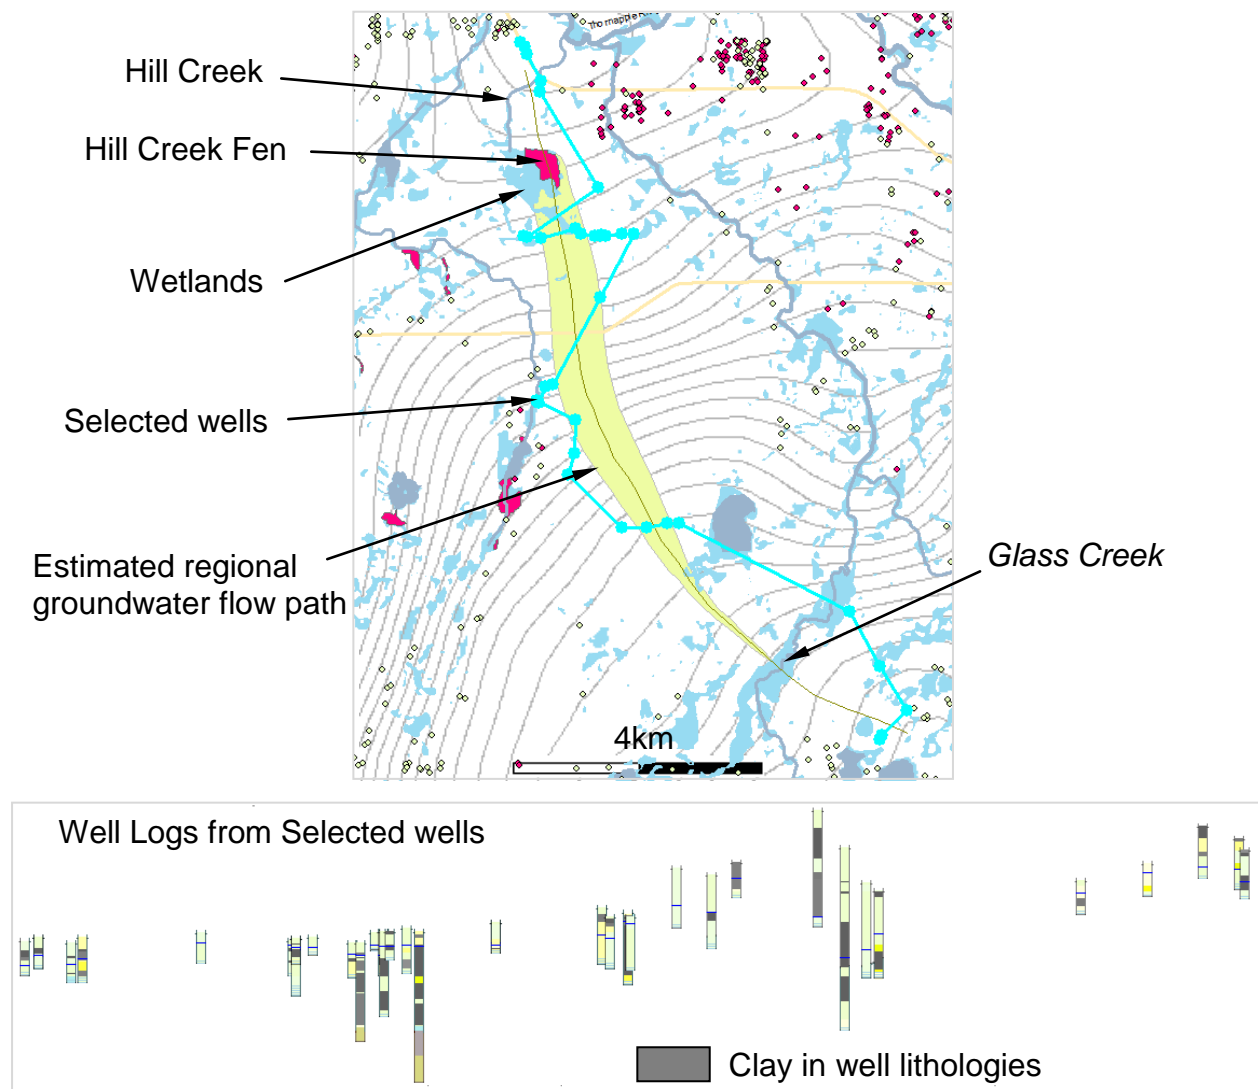 Thornapple
Hill Creek
Hill Creek Fen
Wetlands
Selected wells
Estimated regional
groundwater flow path
Glass Creek
4km
Well Logs from Selected wells
Clay in well lithologies